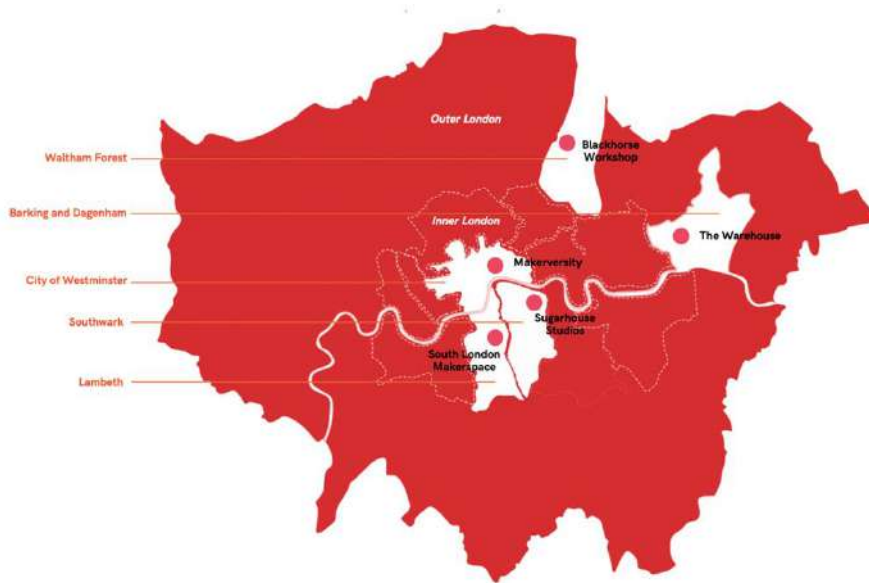 Outer London
Blackhorse
Workshop
Waltham Forest
Barking and Dagenham
Inner London
The Warehouse
Makerversity
City of Westminster
Southwark
Sugarhouse
Studios
South London
Makerspace
Lambeth